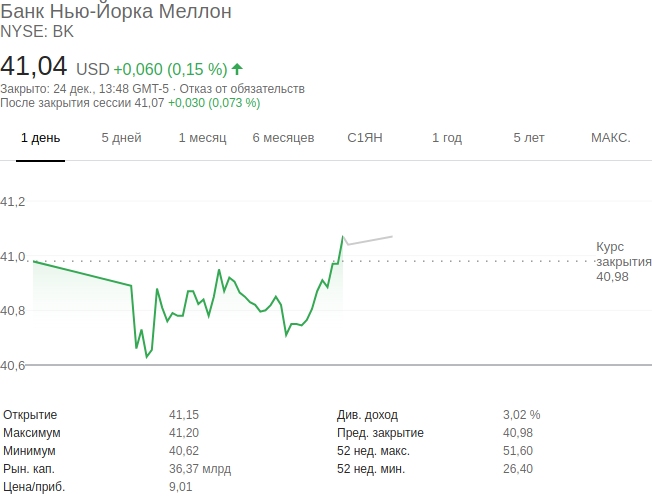 Банк Нью-Йорка Меллон
NYSE: BK
41,04 USD +0,060 (0,15 %)
Закрыто: 24 дек., 13:48 GMT-5 · Отказ от обязательств
После закрытия сессии 41,07 +0,030 (0,073 %)
1 день 5 дней 1 месяц 6 месяцев С1ЯН 1 год 5 лет МАКС.
41,2
41,0
40,8
40,6
Курс
закрытия
40,98
Открытие 41,15 Див. доход 3,02 %
Максимум 41,20 Пред. закрытие 40,98
Минимум 40,62 52 нед. макс. 51,60
Рын. кап. 36,37 млрд 52 нед. мин. 26,40
Цена/приб. 9,01